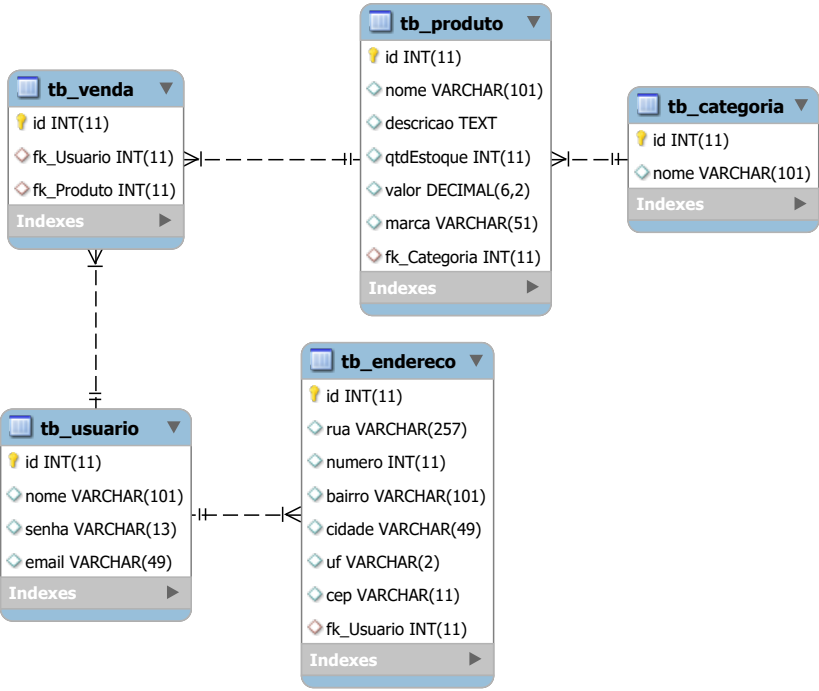 tb_venda
id INT(11)
fk_Usuario INT(11)
fk_Produto INT(11)
Indexes
tb_produto
id INT(11)
nome VARCHAR(101)
descricao TEXT
qtdEstoque INT(11)
valor DECIMAL(6,2)
marca VARCHAR(51)
fk_Categoria INT(11)
Indexes
tb_categoria
id INT(11)
nome VARCHAR(101)
Indexes
tb_usuario
id INT(11)
nome VARCHAR(101)
senha VARCHAR(13)
email VARCHAR(49)
Indexes
tb_endereco
id INT(11)
rua VARCHAR(257)
numero INT(11)
bairro VARCHAR(101)
cidade VARCHAR(49)
uf VARCHAR(2)
cep VARCHAR(11)
fk_Usuario INT(11)
Indexes